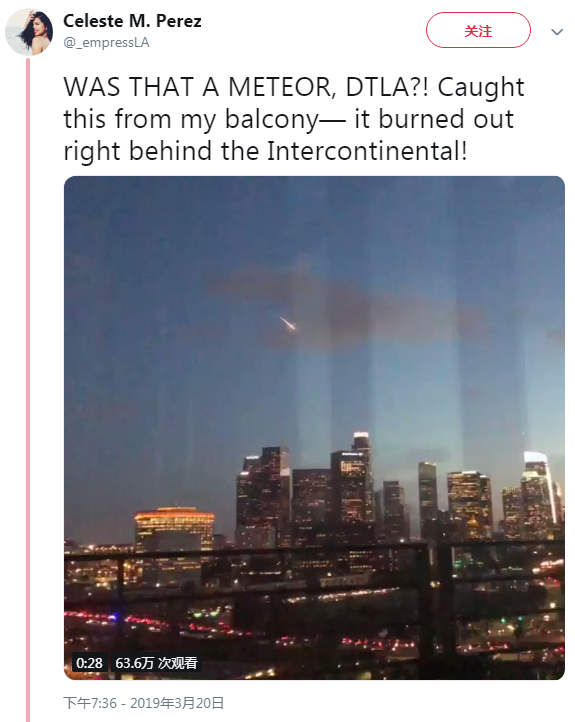 Celeste M. Perez
@_empressLA
关注
WAS THAT A METEOR, DTLA?! Caught
this from my balcony— it burned out
right behind the Intercontinental!
0:28 63.6万 次观看
下午7:36 - 2019年3月20日